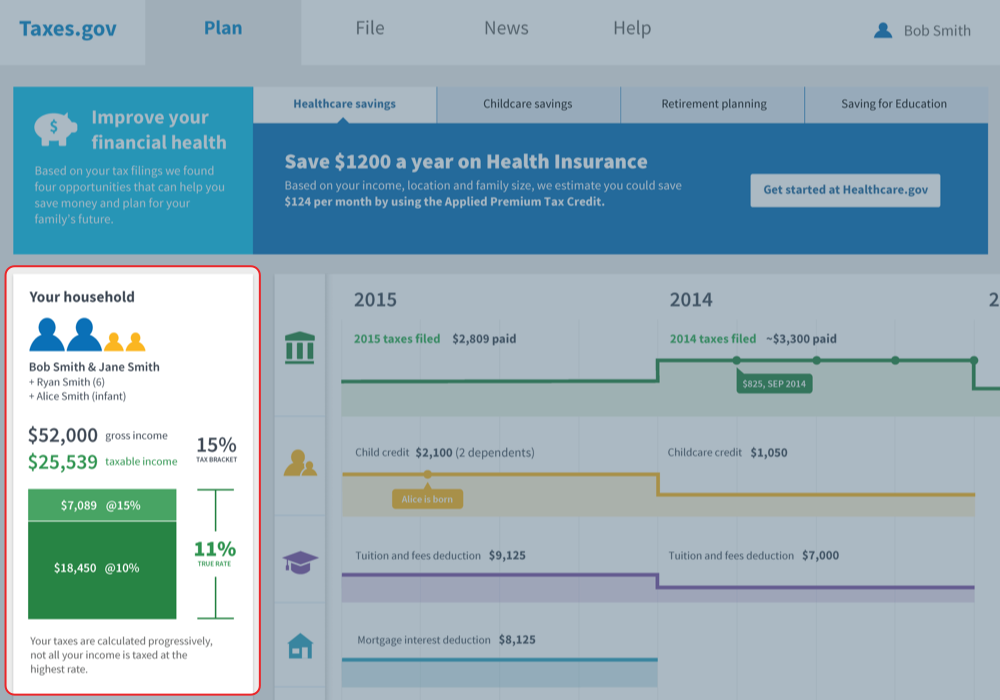 Taxes.gov
Plan
File
News
Help
Bob Smith
$
Improve your
financial health
Based on your tax filings we found
four opportunities that can help you
save money and plan for your
family's future.
Healthcare savings
Childcare savings
Retirement planning
Saving for Education
Save $1200 a year on Health Insurance
Based on your income, location and family size, we estimate you could save
$124 per month by using the Applied Premium Tax Credit.
Get started at Healthcare.gov
Your household
Bob Smith & Jane Smith
+ Ryan Smith (6)
+ Alice Smith (infant)
$52,000 gross income
$25,539 taxable income
15%
TAX BRACKET
$7,089 @15%
$18,450 @10%
11%
TRUE RATE
Your taxes are calculated progressively,
not all your income is taxed at the
highest rate.
2015
2014
2
2015 taxes filed $2,809 paid
2014 taxes filed ~$3,300 paid
$825, SEP 2014
Child credit $2,100 (2 dependents)
Childcare credit $1,050
Alice is born
Tuition and fees deduction $9,125
Tuition and fees deduction $7,000
Mortgage interest deduction $8,125